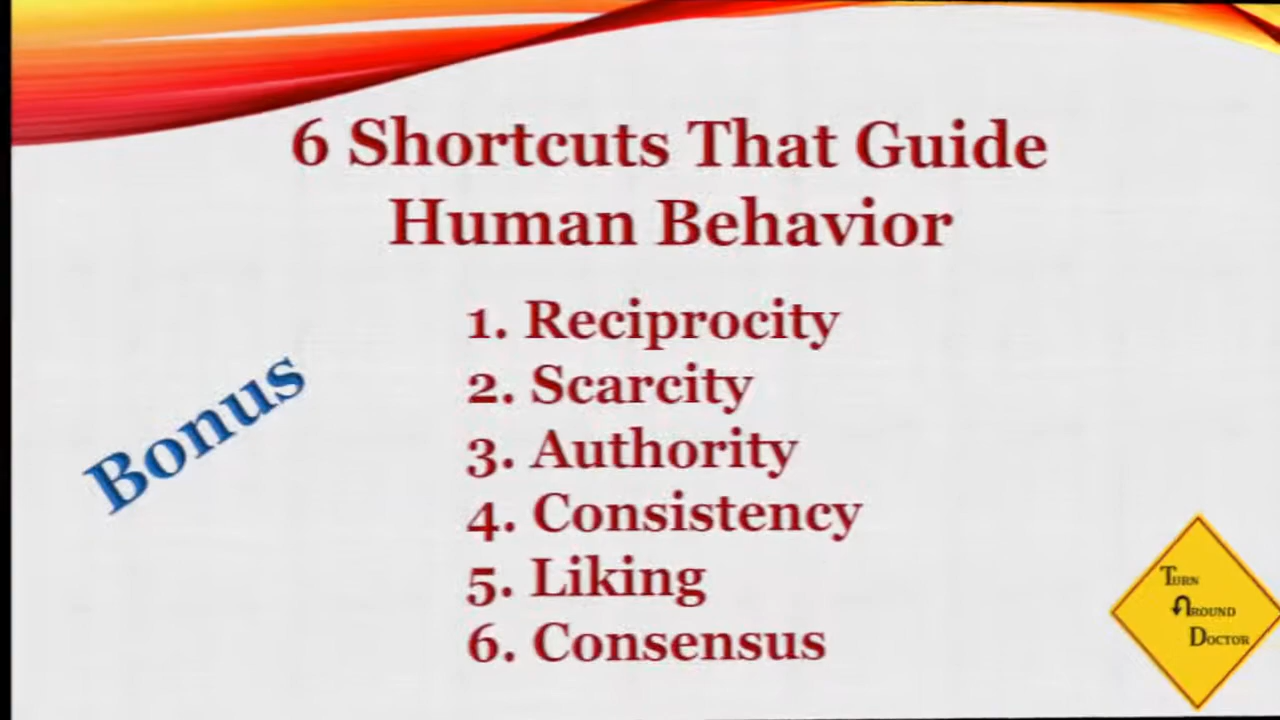 6 Shortcuts That Guide
Human Behavior
1. Reciprocity
2. Scarcity
3. Authority
4. Consistency
5. Liking
6. Consensus
Bonus
TURN
AROUND
DOCTOR